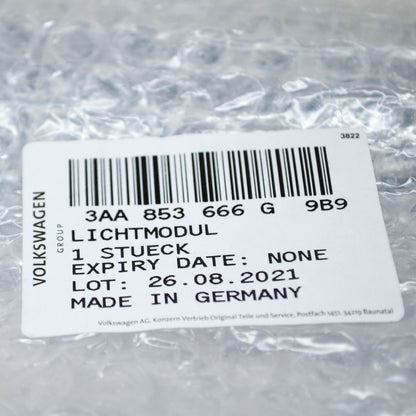 3822
VOLKSWAGEN
GROUP
3AA 853 666 G 9B9
LICHTMODUL
1 STUECK
EXPIRY DATE: NONE
LOT: 26.08.2021
MADE IN GERMANY
Volkswagen AG, Konzern Vertrieb Original Teile und Service, Postfach 1451, 34219 Baunatal